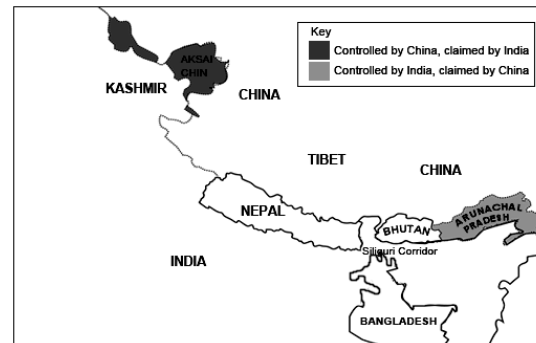 Key
Controlled by China, claimed by India
Controlled by India, claimed by China
AKSAI
CHIN
KASHMIR
CHINA
TIBET
CHINA
NEPAL
BHUTAN
ARUNACHAL
PRADESH
Siliguri Corridor
INDIA
BANGLADESH